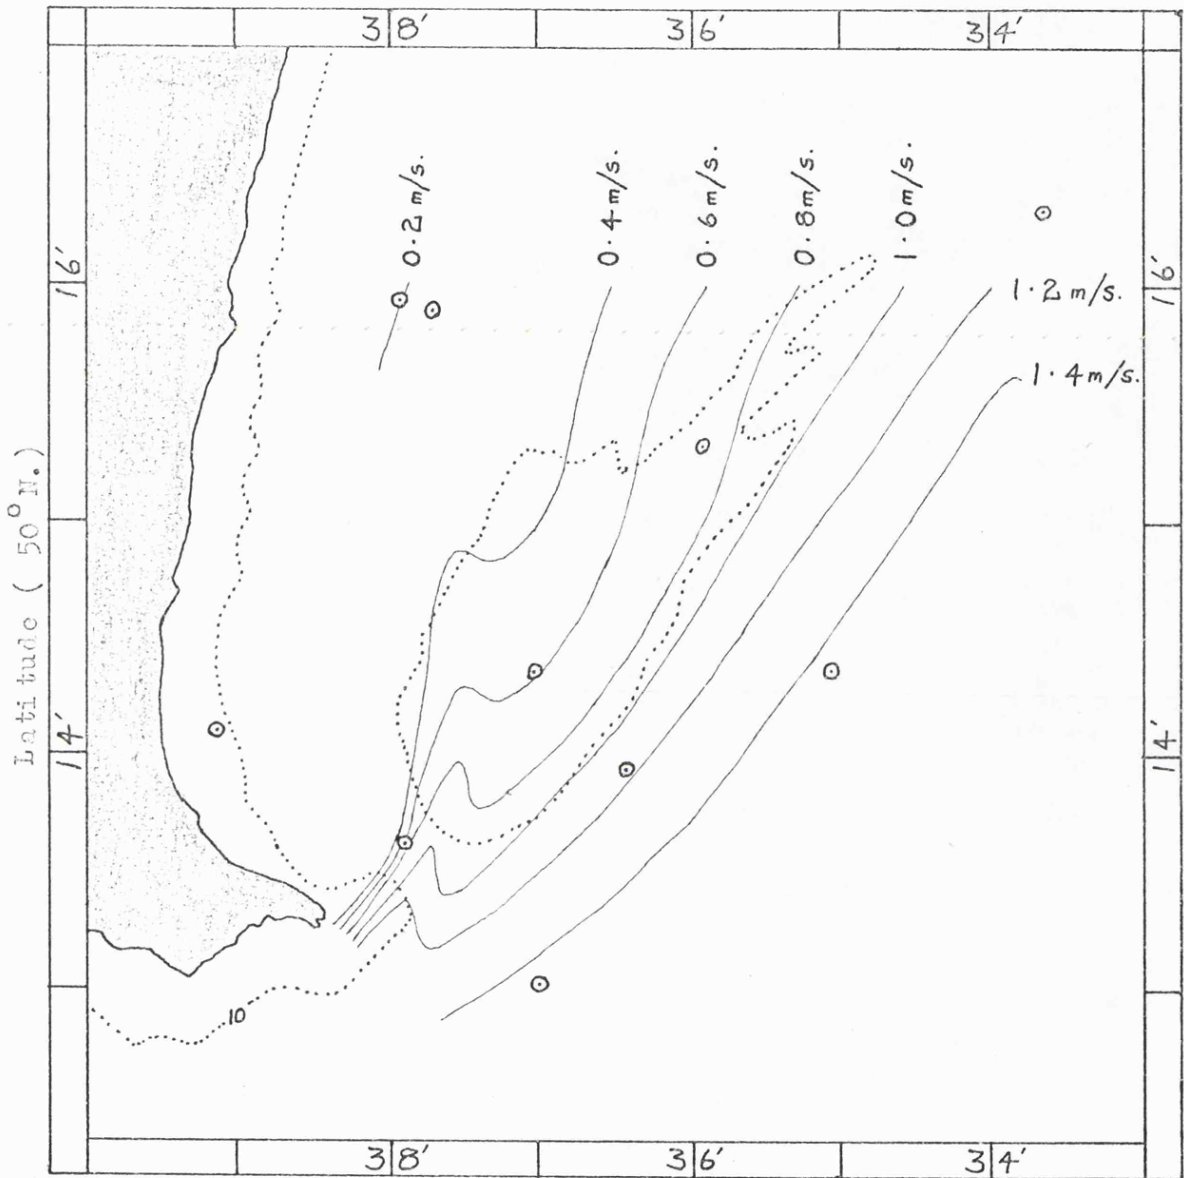 38' 36' 34'
0·2 m/s.
0·4 m/s.
0·6 m/s.
0·8 m/s.
1·0 m/s.
16' 16'
1·2 m/s.
1·4 m/s.
Latitude ( 50° N.)
14' 14'
10
38' 36' 34'